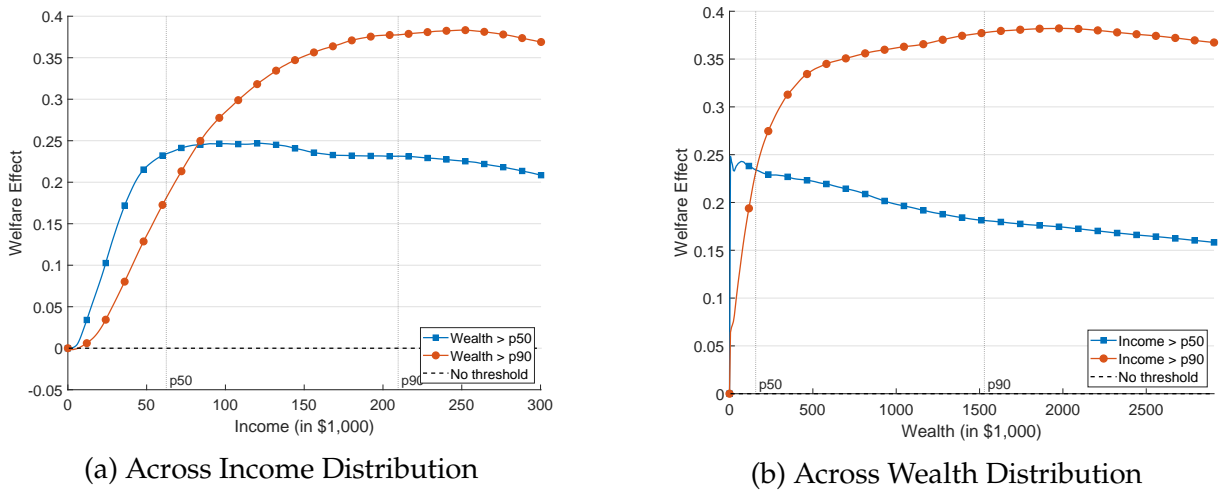 0.4
0.35
0.3
0.25
0.2
0.15
0.1
0.05
0
-0.05
Welfare Effect
0 50 100 150 200 250 300
p50
p90
Income (in $1,000)
Wealth > p50
Wealth > p90
No threshold
(a) Across Income Distribution
0.4
0.35
0.3
0.25
0.2
0.15
0.1
0.05
0
Welfare Effect
0 500 1000 1500 2000 2500
p50
p90
Wealth (in $1,000)
Income > p50
Income > p90
No threshold
(b) Across Wealth Distribution